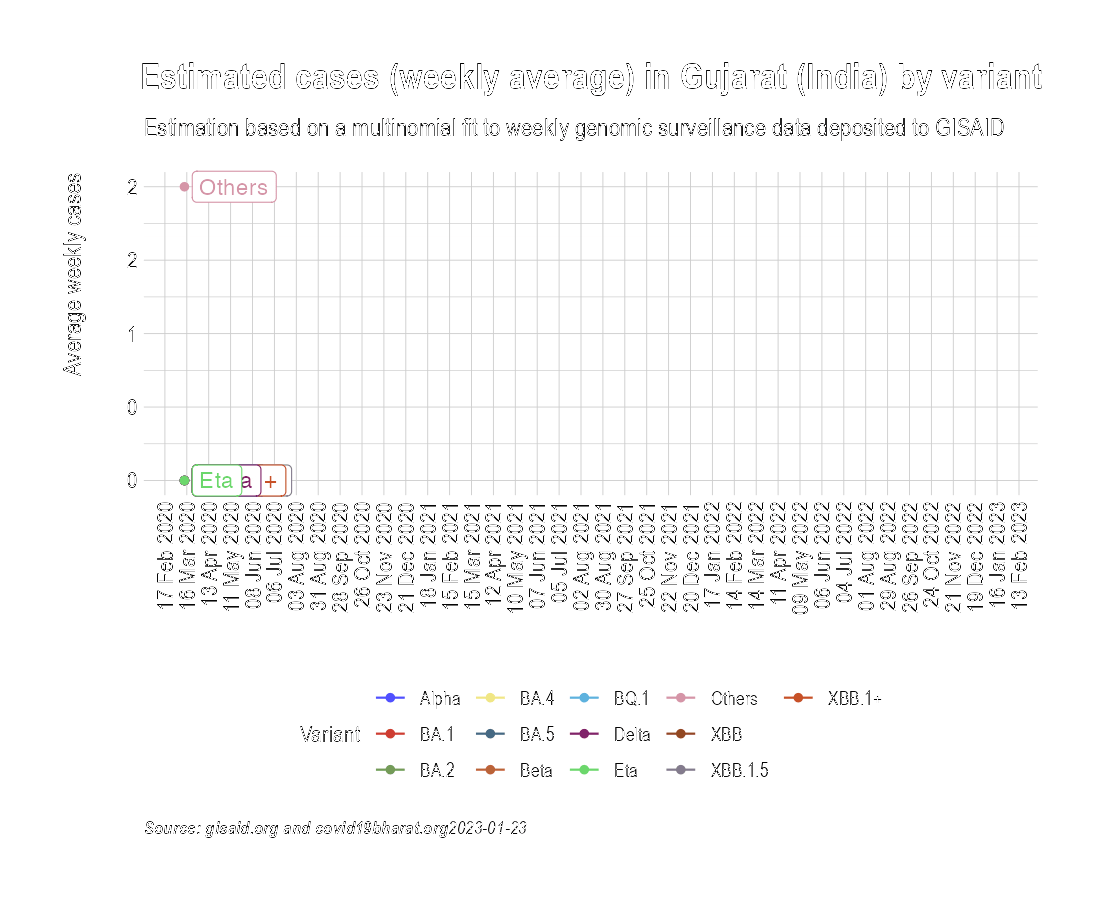 Estimated cases (weekly average) in Gujarat (India) by variant
Estimation based on a multinomial fit to weekly genomic surveillance data deposited to GISAID
Average weekly cases
2
2
1
0
0
Others
Eta
a
+
17 Feb 2020
16 Mar 2020
13 Apr 2020
11 May 2020
08 Jun 2020
06 Jul 2020
03 Aug 2020
31 Aug 2020
28 Sep 2020
26 Oct 2020
23 Nov 2020
21 Dec 2020
18 Jan 2021
15 Feb 2021
15 Mar 2021
12 Apr 2021
10 May 2021
07 Jun 2021
05 Jul 2021
02 Aug 2021
30 Aug 2021
27 Sep 2021
25 Oct 2021
22 Nov 2021
20 Dec 2021
17 Jan 2022
14 Feb 2022
14 Mar 2022
11 Apr 2022
09 May 2022
06 Jun 2022
04 Jul 2022
01 Aug 2022
29 Aug 2022
26 Sep 2022
24 Oct 2022
21 Nov 2022
19 Dec 2022
16 Jan 2023
13 Feb 2023
Variant
Alpha
BA.1
BA.2
BA.4
BA.5
Beta
BQ.1
Delta
Eta
Others
XBB
XBB.1.5
XBB.1+
Source: gisaid.org and covid19bharat.org2023-01-23